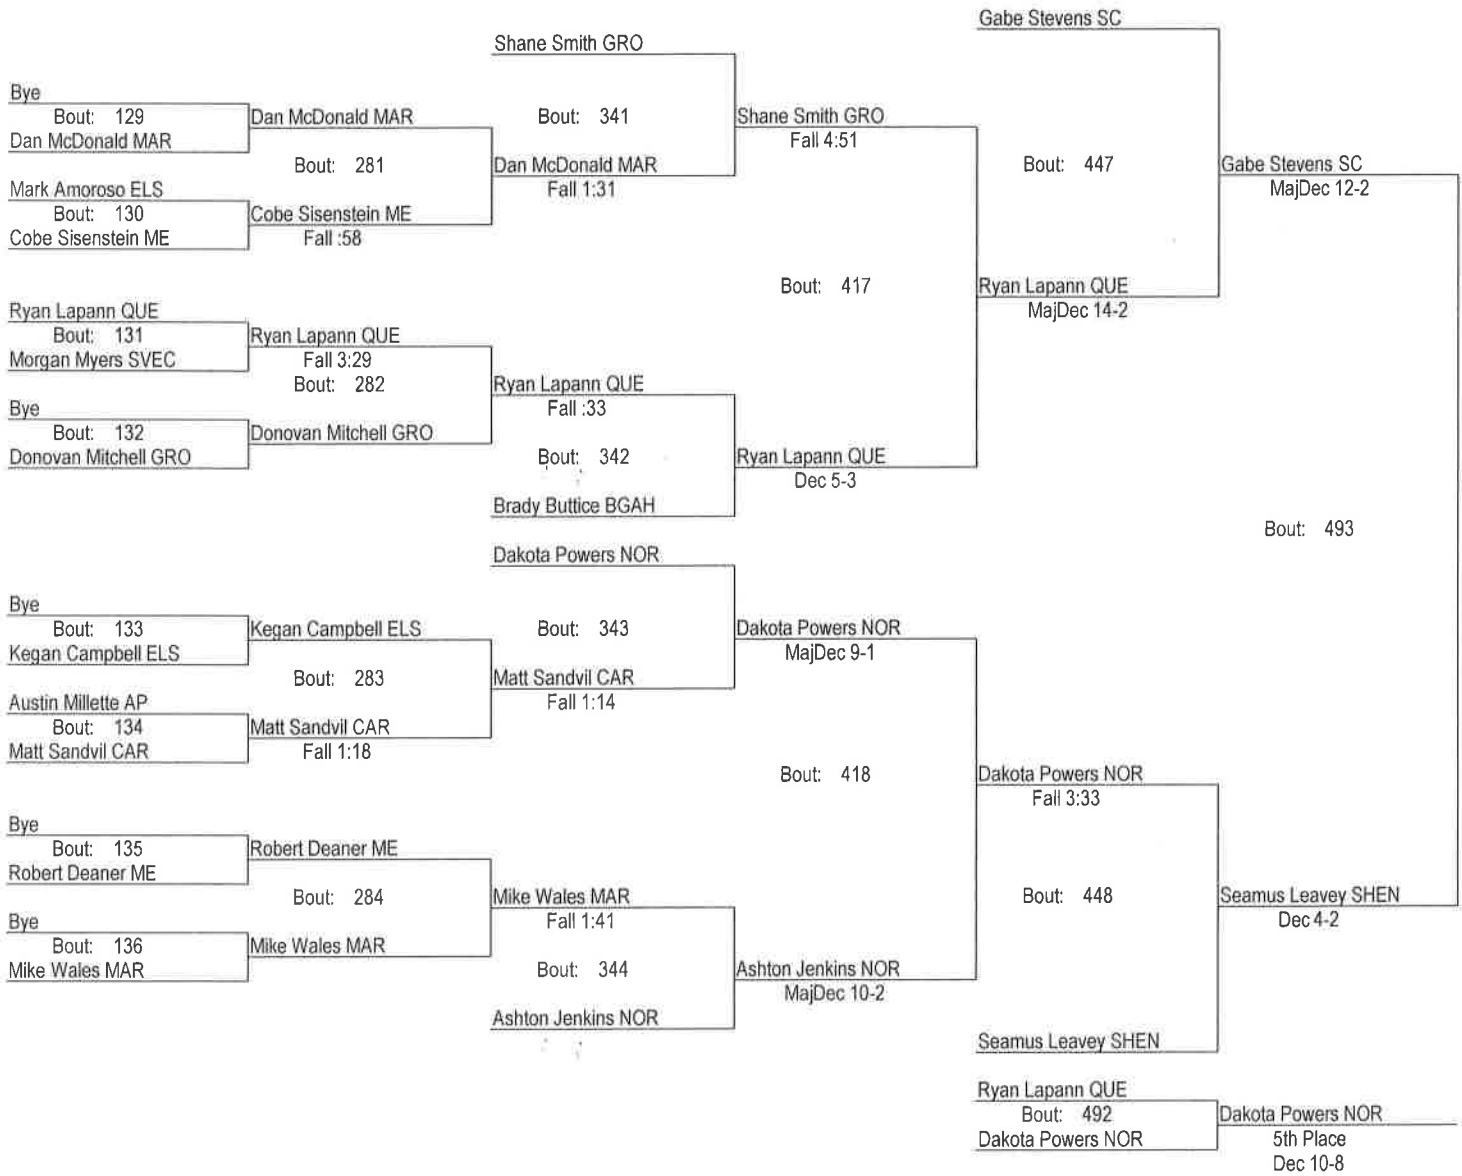 Gabe Stevens SC
Shane Smith GRO
Bye
Bout: 129
Dan McDonald MAR
Dan McDonald MAR
Bout: 281
Mark Amoroso ELS
Bout: 130
Cobe Sisenstein ME
Cobe Sisenstein ME
Fall :58
Bout: 341
Dan McDonald MAR
Fall 1:31
Shane Smith GRO
Fall 4:51
Bout: 447
Gabe Stevens SC
MajDec 12-2
Ryan Lapann QUE
Bout: 131
Morgan Myers SVEC
Ryan Lapann QUE
Fall 3:29
Bout: 282
Bye
Bout: 132
Donovan Mitchell GRO
Donovan Mitchell GRO
Ryan Lapann QUE
Fall :33
Bout: 342
Brady Buttice BGAH
Bout: 417
Ryan Lapann QUE
Dec 5-3
Ryan Lapann QUE
MajDec 14-2
Bout: 493
Dakota Powers NOR
Bye
Bout: 133
Kegan Campbell ELS
Kegan Campbell ELS
Bout: 283
Austin Millette AP
Bout: 134
Matt Sandvil CAR
Matt Sandvil CAR
Fall 1:18
Bout: 343
Matt Sandvil CAR
Fall 1:14
Dakota Powers NOR
MajDec 9-1
Bout: 418
Dakota Powers NOR
Fall 3:33
Bye
Bout: 135
Robert Deaner ME
Robert Deaner ME
Bout: 284
Bye
Bout: 136
Mike Wales MAR
Mike Wales MAR
Mike Wales MAR
Fall 1:41
Bout: 344
Ashton Jenkins NOR
Ashton Jenkins NOR
MajDec 10-2
Bout: 448
Seamus Leavey SHEN
Dec 4-2
Seamus Leavey SHEN
Ryan Lapann QUE
Bout: 492
Dakota Powers NOR
Dakota Powers NOR
5th Place
Dec 10-8